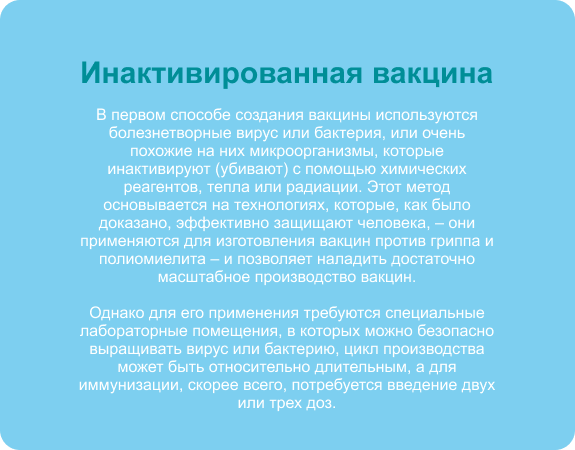 Инактивированная вакцина
В первом способе создания вакцины используются
болезнетворные вирус или бактерия, или очень
похожие на них микроорганизмы, которые
инактивируют (убивают) с помощью химических
реагентов, тепла или радиации. Этот метод
основывается на технологиях, которые, как было
доказано, эффективно защищают человека, – они
применяются для изготовления вакцин против гриппа и
полиомиелита – и позволяет наладить достаточно
масштабное производство вакцин.
Однако для его применения требуются специальные
лабораторные помещения, в которых можно безопасно
выращивать вирус или бактерию, цикл производства
может быть относительно длительным, а для
иммунизации, скорее всего, потребуется введение двух
или трех доз.